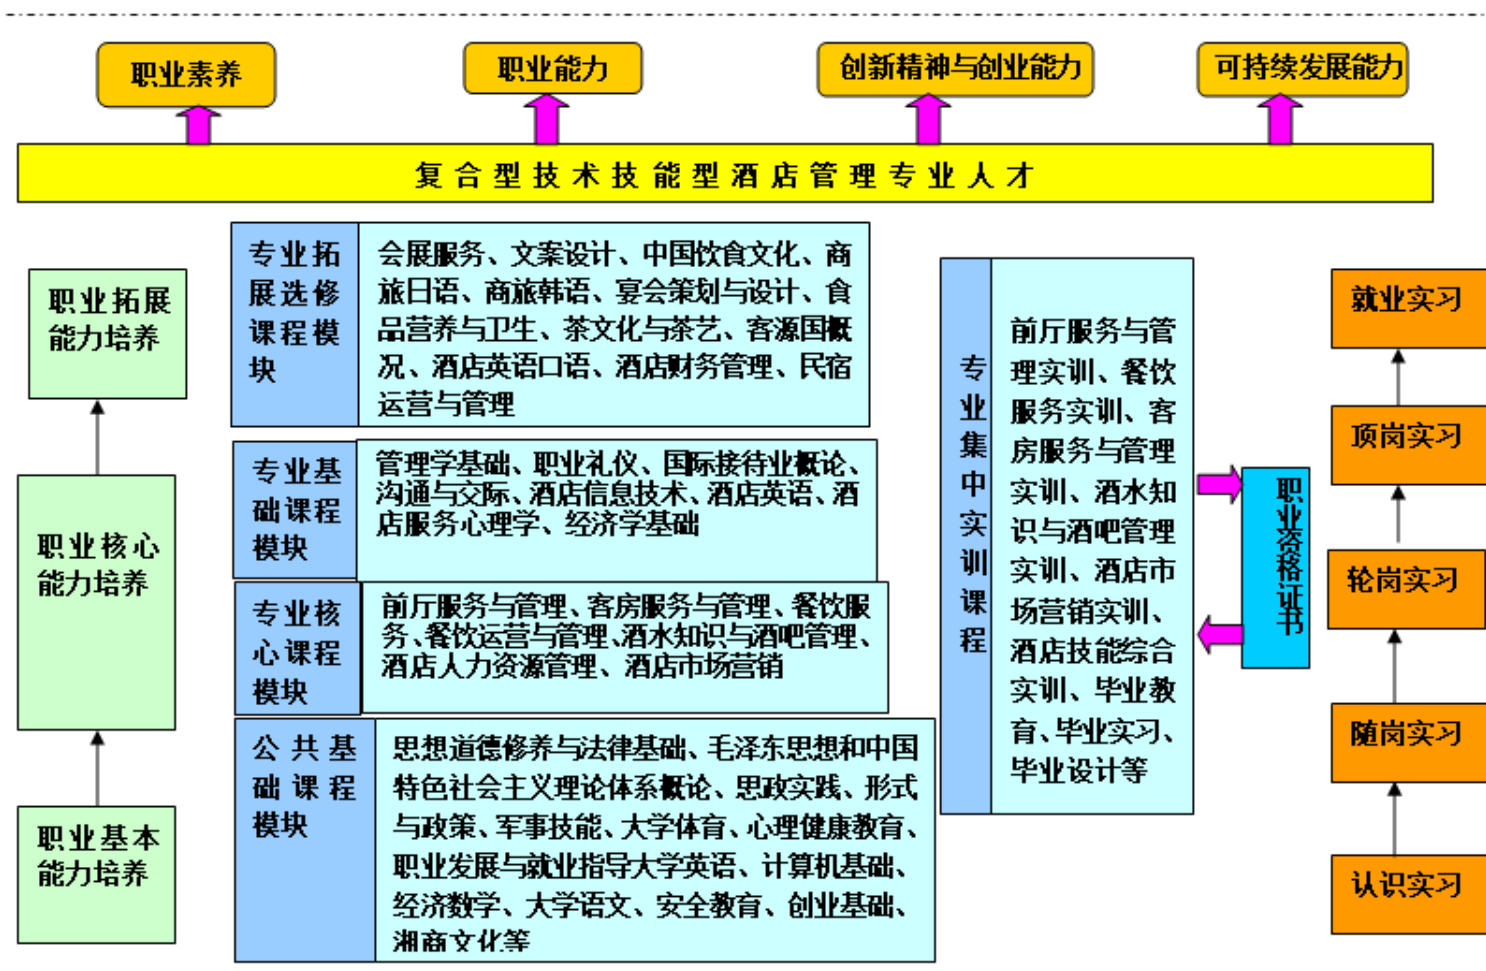 职业素养
职业能力
创新精神与创业能力
可持续发展能力
复合型技术技能型酒店管理专业人才
职业拓展
能力培养
职业核心
能力培养
职业基本
能力培养
专业拓
展选修
课程模
块
会展服务、文案设计、中国饮食文化、商
旅日语、商旅韩语、宴会策划与设计、食
品营养与卫生、茶文化与茶艺、客源国概
况、酒店英语口语、酒店财务管理、民宿
运营与管理
专业基
础课程
模块
管理学基础、职业礼仪、国际接待业概论、
沟通与交际、酒店信息技术、酒店英语、酒
店服务心理学、经济学基础
专业核
心课程
模块
前厅服务与管理、客房服务与管理、餐饮服
务、餐饮运营与管理、酒水知识与酒吧管理、
酒店人力资源管理、酒店市场营销
公共基
础课程
模块
思想道德修养与法律基础、毛泽东思想和中国
特色社会主义理论体系概论、思政实践、形式
与政策、军事技能、大学体育、心理健康教育、
职业发展与就业指导大学英语、计算机基础、
经济数学、大学语文、安全教育、创业基础、
湘商文化等
专
业
集
中
实
训
课
程
前厅服务与管
理实训、餐饮
服务实训、客
房服务与管理
实训、酒水知
识与酒吧管理
实训、酒店市
场营销实训、
酒店技能综合
实训、毕业教
育、毕业实习、
毕业设计等
职业资格证书
就业实习
顶岗实习
轮岗实习
随岗实习
认识实习